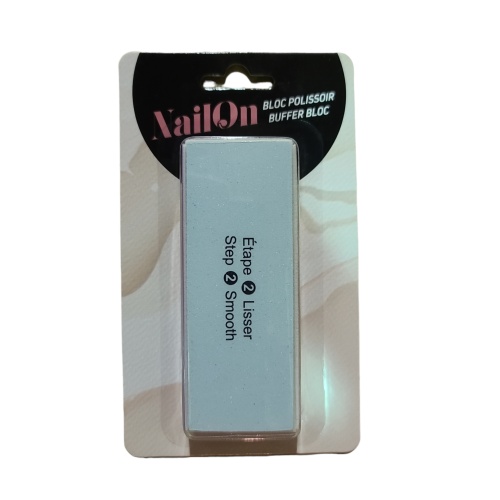 NailOn
BLOC POLISSOIR
BUFFER BLOC
Étape 2 Lisser
Step 2 Smooth